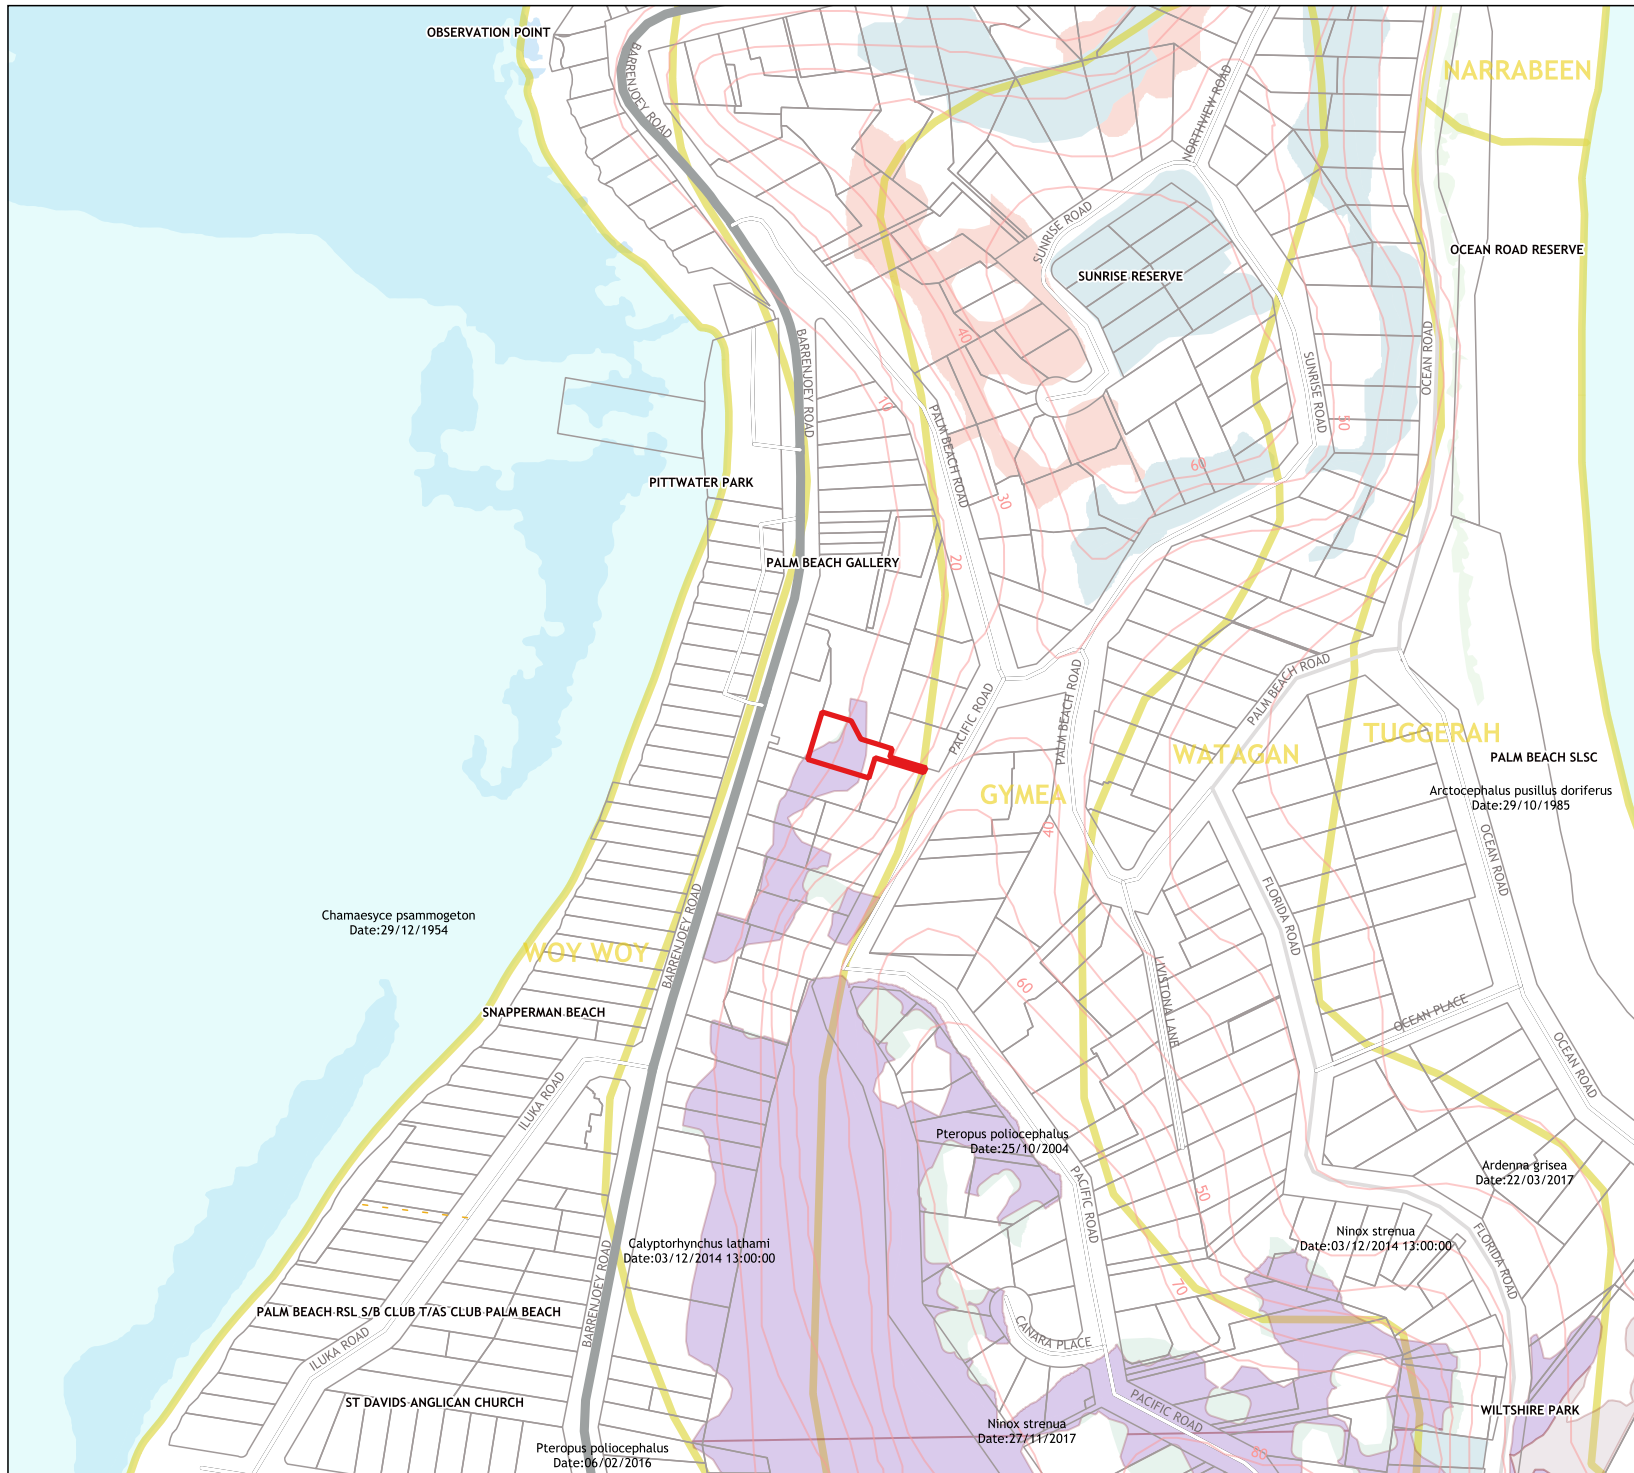 OBSERVATION POINT
BARRENJOEY ROAD
NARRABEEN
NORTHVIEW ROAD
SUNRISE ROAD
OCEAN ROAD RESERVE
SUNRISE RESERVE
BARRENJOEY ROAD
40
OCEAN ROAD
SUNRISE ROAD
10
PALM BEACH ROAD
50
60
PITTWATER PARK
30
PALM BEACH GALLERY
20
PALM BEACH ROAD
PALM BEACH ROAD
PACIFIC ROAD
TUGGERAH
WATAGAN
PALM BEACH SLSC
GYMEA
Arctocephalus pusillus doriferus
Date:29/10/1985
40
OCEAN ROAD
FLORIDA ROAD
Chamaesyce psammogeton
Date:29/12/1954
BARRENJOEY ROAD
WOY WOY
60
LIVISTONA LANE
SNAPPERMAN BEACH
OCEAN PLACE
OCEAN ROAD
ILUKA ROAD
Pteropus poliocephalus
Date:25/10/2004
Ardenna grisea
Date:22/03/2017
50
PACIFIC ROAD
Ninox strenua
Date:03/12/2014 13:00:00
Calyptorhynchus lathami
Date:03/12/2014 13:00:00
FLORIDA ROAD
BARRENJOEY ROAD
70
PALM BEACH RSL S/B CLUB T/AS CLUB PALM BEACH
CANARA PLACE
ILUKA ROAD
ST DAVIDS ANGLICAN CHURCH
PACIFIC ROAD
WILTSHIRE PARK
Ninox strenua
Date:27/11/2017
Pteropus poliocephalus
Date:06/02/2016
60